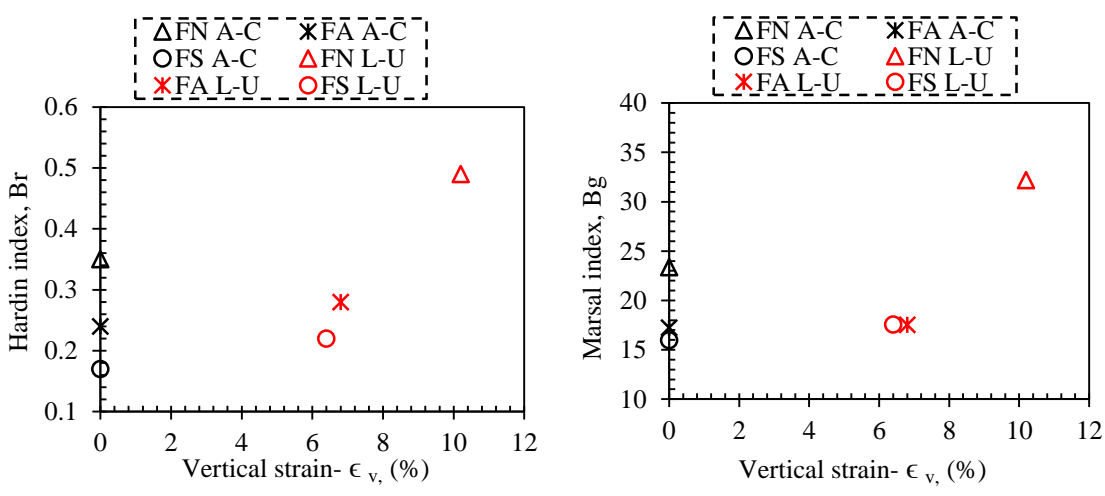 FN A-C FA A-C
FS A-C FN L-U
FA L-U FS L-U
0.6
0.5
0.4
0.3
0.2
0.1
Hardin index, Br
0 2 4 6 8 10 12
Vertical strain- ϵ v, (%)
FN A-C FA A-C
FS A-C FN L-U
FA L-U FS L-U
40
35
30
25
20
15
10
Marsal index, Bg
0 2 4 6 8 10 12
Vertical strain- ϵ v, (%)